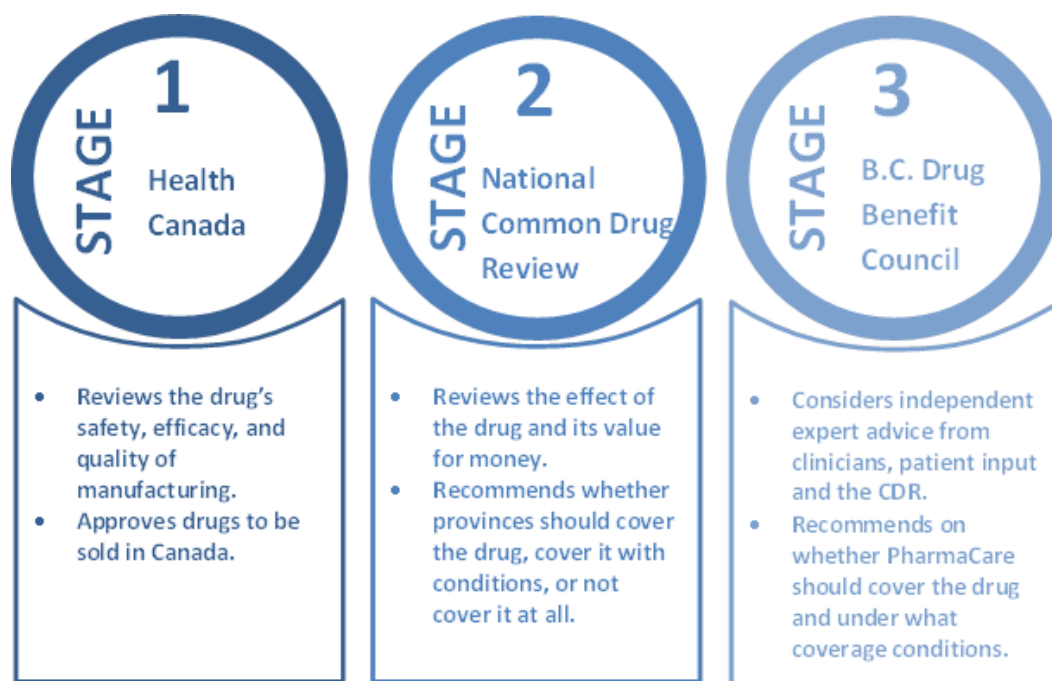 STAGE
1
Health
Canada
• Reviews the drug's
safety, efficacy, and
quality of
manufacturing.
• Approves drugs to be
sold in Canada.
STAGE
2
National
Common Drug
Review
• Reviews the effect of
the drug and its value
for money.
• Recommends whether
provinces should cover
the drug, cover it with
conditions, or not
cover it at all.
STAGE
3
B.C. Drug
Benefit
Council
• Considers independent
expert advice from
clinicians, patient input
and the CDR.
• Recommends on
whether PharmaCare
should cover the drug
and under what
coverage conditions.